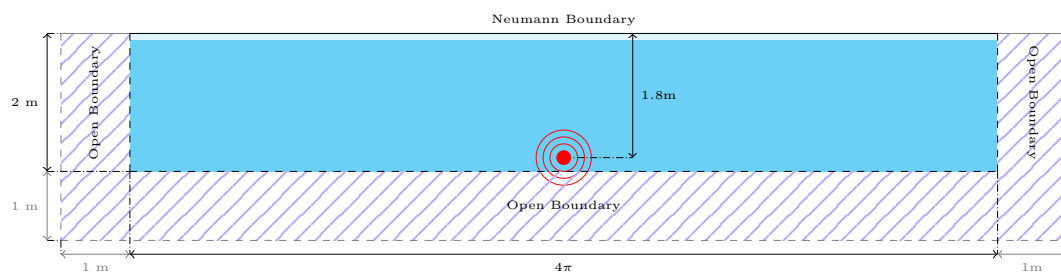 Neumann Boundary
Open Boundary
Open Boundary
2 m
1.8m
1 m
Open Boundary
1 m
4π
1m